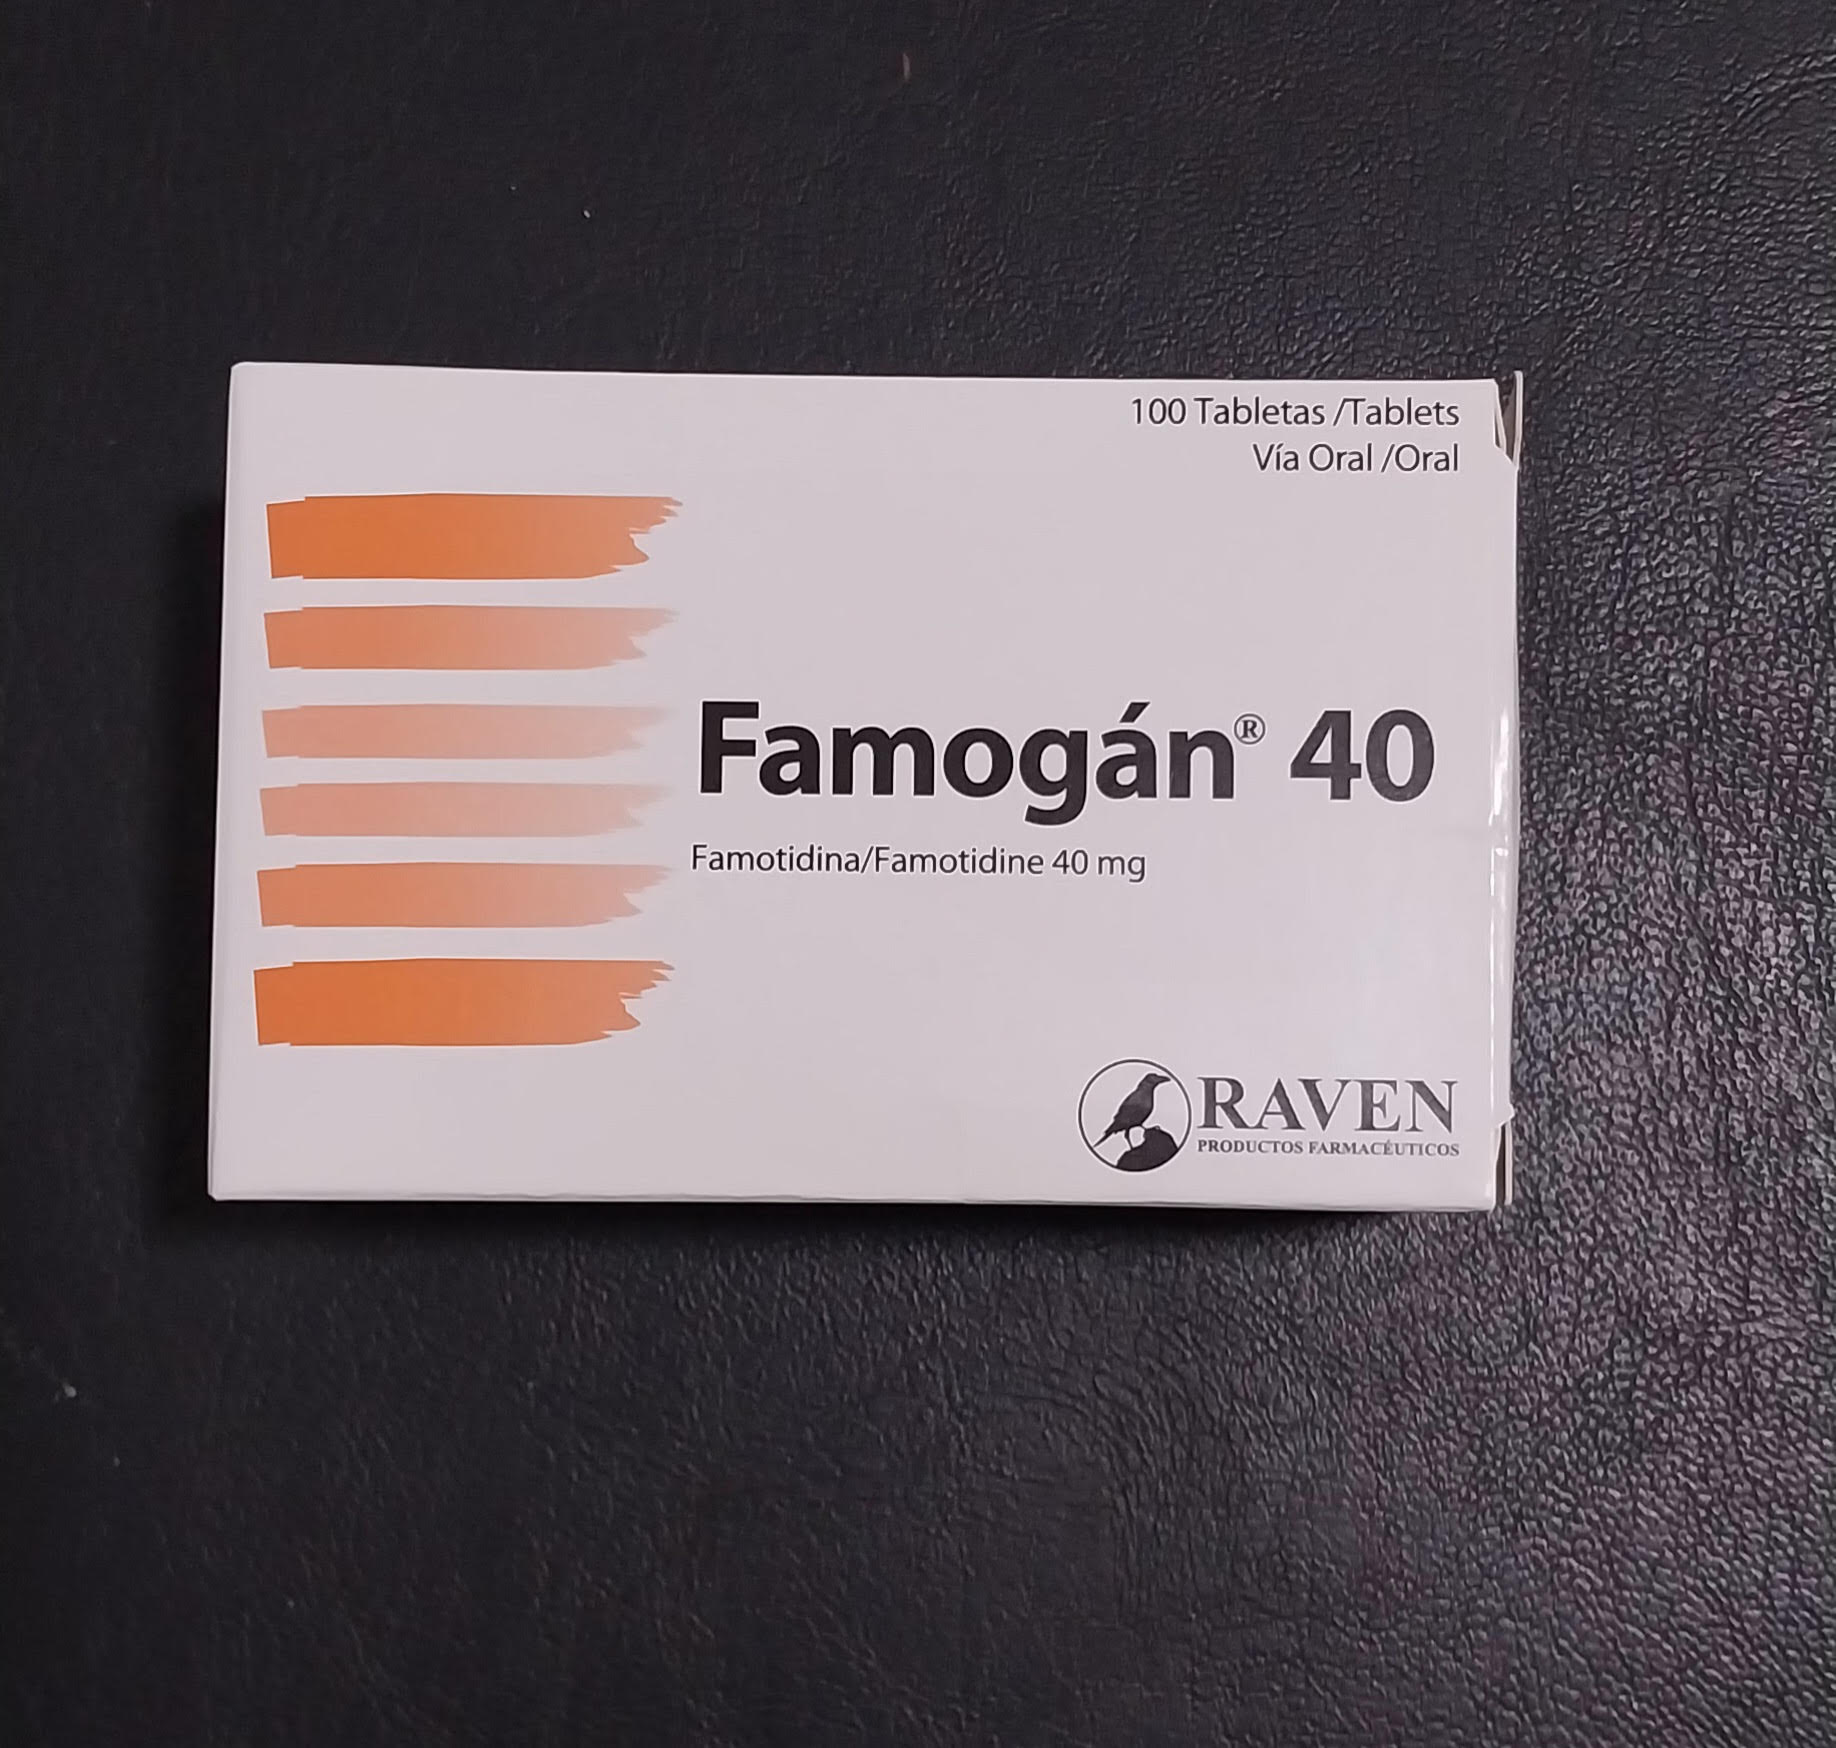 100 Tabletas /Tablets
Vía Oral /Oral
Famogán® 40
Famotidina/Famotidine 40 mg
RAVEN
PRODUCTOS FARMACÉUTICOS